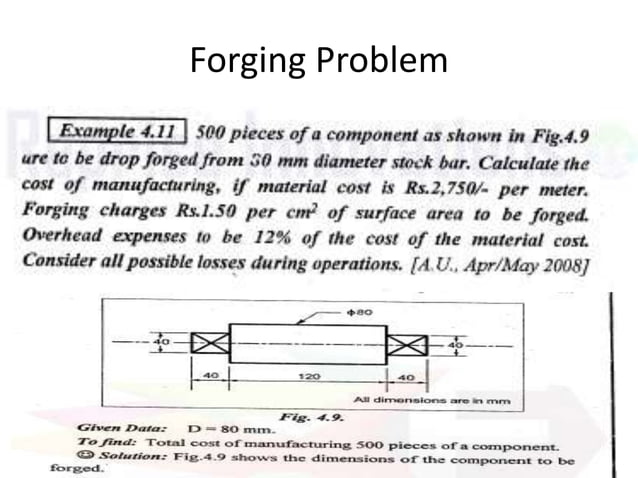 Forging Problem
Example 4.11 500 pieces of a component as shown in Fig.4.9
are to be drop forged from 80 mm diameter stock bar. Calculate the
cost of manufacturing, if material cost is Rs.2,750/- per meter.
Forging charges Rs.1.50 per cm² of surface area to be forged.
Overhead expenses to be 12% of the cost of the material cost.
Consider all possible losses during operations. [A.U., Apr/May 2008]
ϕ80
40
40
40
120
40
All dimensions are in mm
Fig. 4.9.
Given Data: D = 80 mm.
To find: Total cost of manufacturing 500 pieces of a component.
☺ Solution: Fig.4.9 shows the dimensions of the component to be
forged.